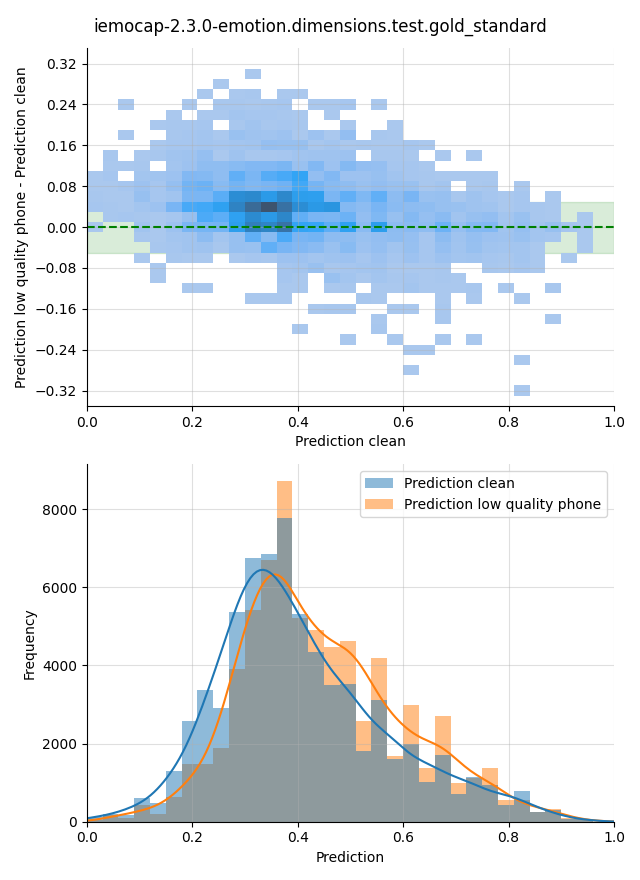 iemocap-2.3.0-emotion.dimensions.test.gold_standard
Prediction low quality phone - Prediction clean
0.32
0.24
0.16
0.08
0.00
−0.08
−0.16
−0.24
−0.32
0.0 0.2 0.4 0.6 0.8 1.0
Prediction clean
Prediction clean
Prediction low quality phone
Frequency
8000
6000
4000
2000
0
0.0 0.2 0.4 0.6 0.8 1.0
Prediction